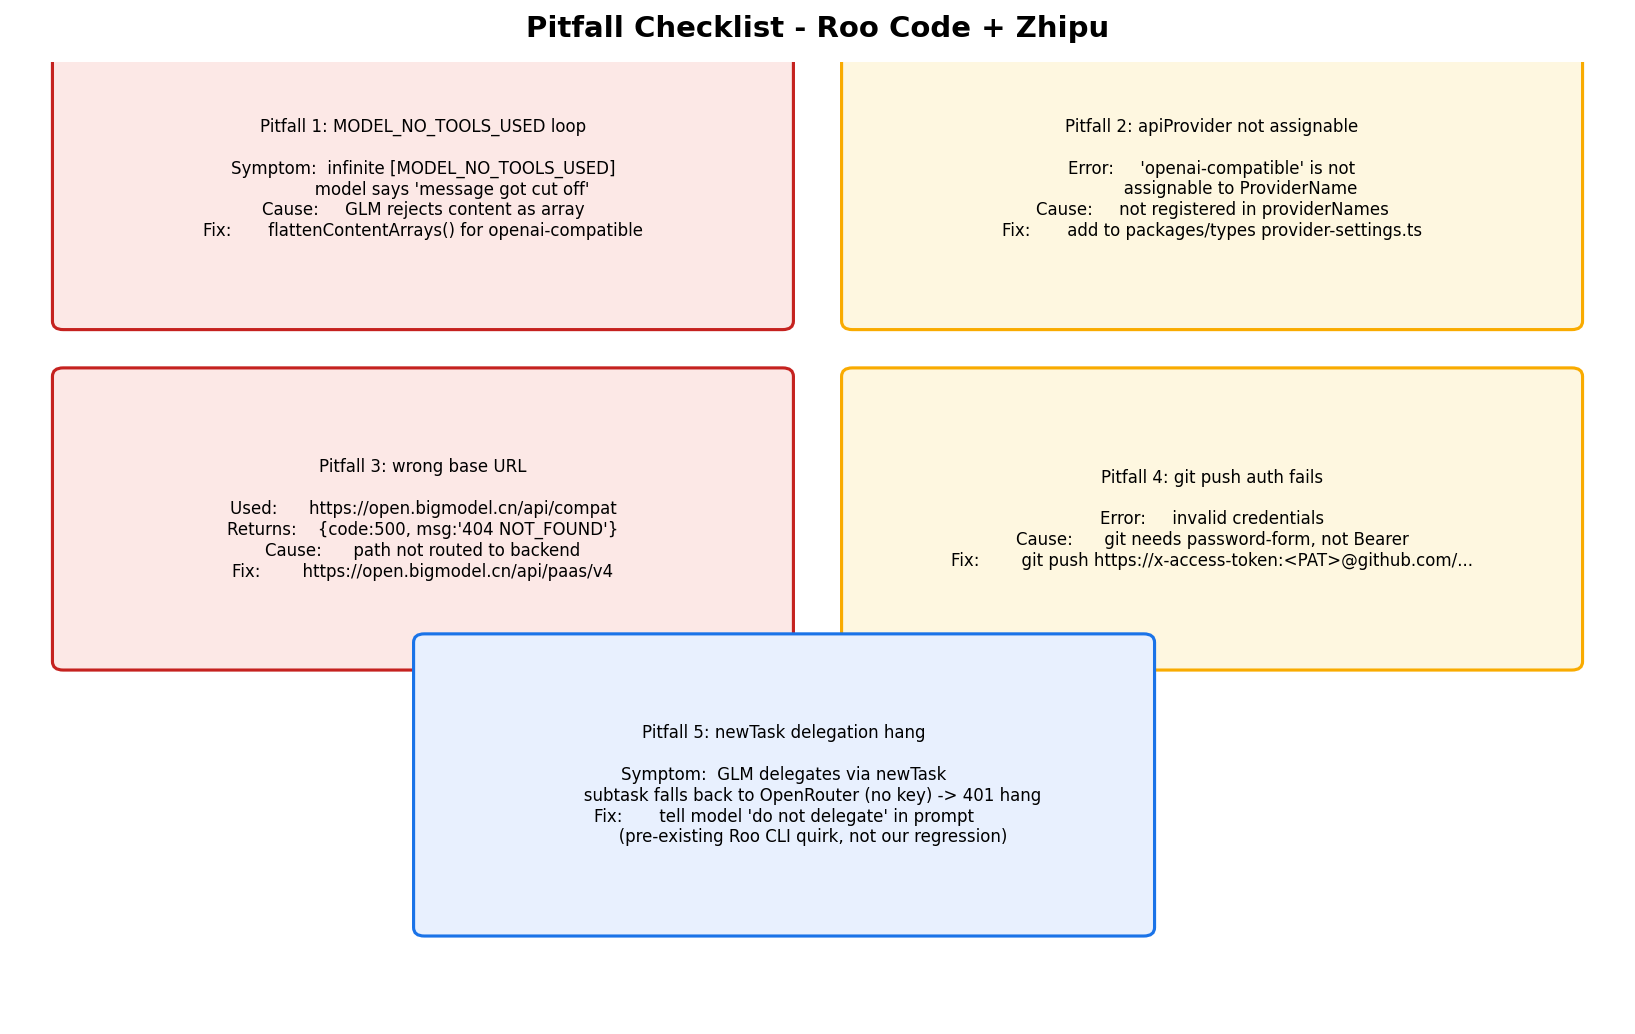 Pitfall Checklist - Roo Code + Zhipu
Pitfall 1: MODEL_NO_TOOLS_USED loop
Symptom: infinite [MODEL_NO_TOOLS_USED]
model says 'message got cut off'
Cause: GLM rejects content as array
Fix: flattenContentArrays() for openai-compatible
Pitfall 2: apiProvider not assignable
Error: 'openai-compatible' is not
assignable to ProviderName
Cause: not registered in providerNames
Fix: add to packages/types provider-settings.ts
Pitfall 3: wrong base URL
Used: https://open.bigmodel.cn/api/compat
Returns: {code:500, msg:'404 NOT_FOUND'}
Cause: path not routed to backend
Fix: https://open.bigmodel.cn/api/paas/v4
Pitfall 4: git push auth fails
Error: invalid credentials
Cause: git needs password-form, not Bearer
Fix: git push https://x-access-token:<PAT>@github.com/...
Pitfall 5: newTask delegation hang
Symptom: GLM delegates via newTask
subtask falls back to OpenRouter (no key) -> 401 hang
Fix: tell model 'do not delegate' in prompt
(pre-existing Roo CLI quirk, not our regression)